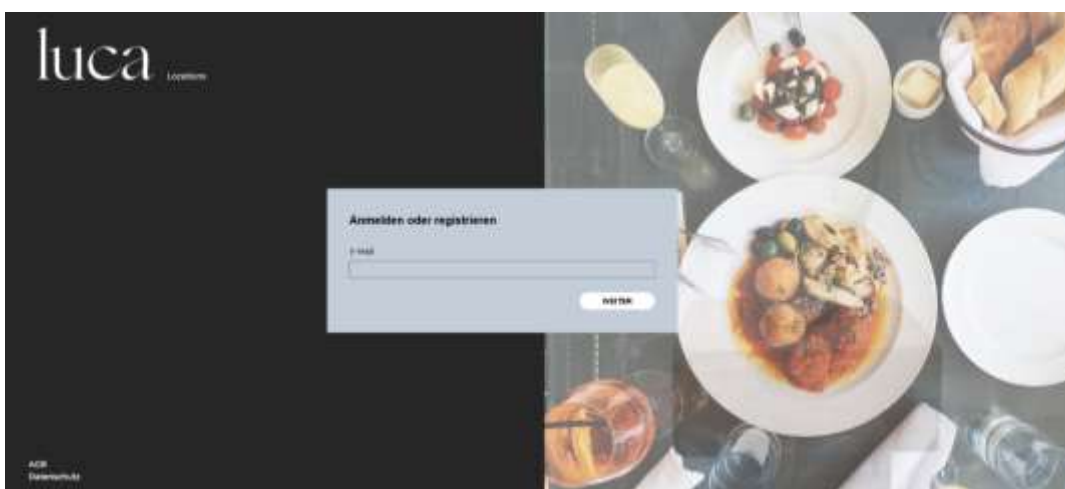 luca Locations
Anmelden oder registrieren
E-Mail
WEITER
AGB
Datenschutz